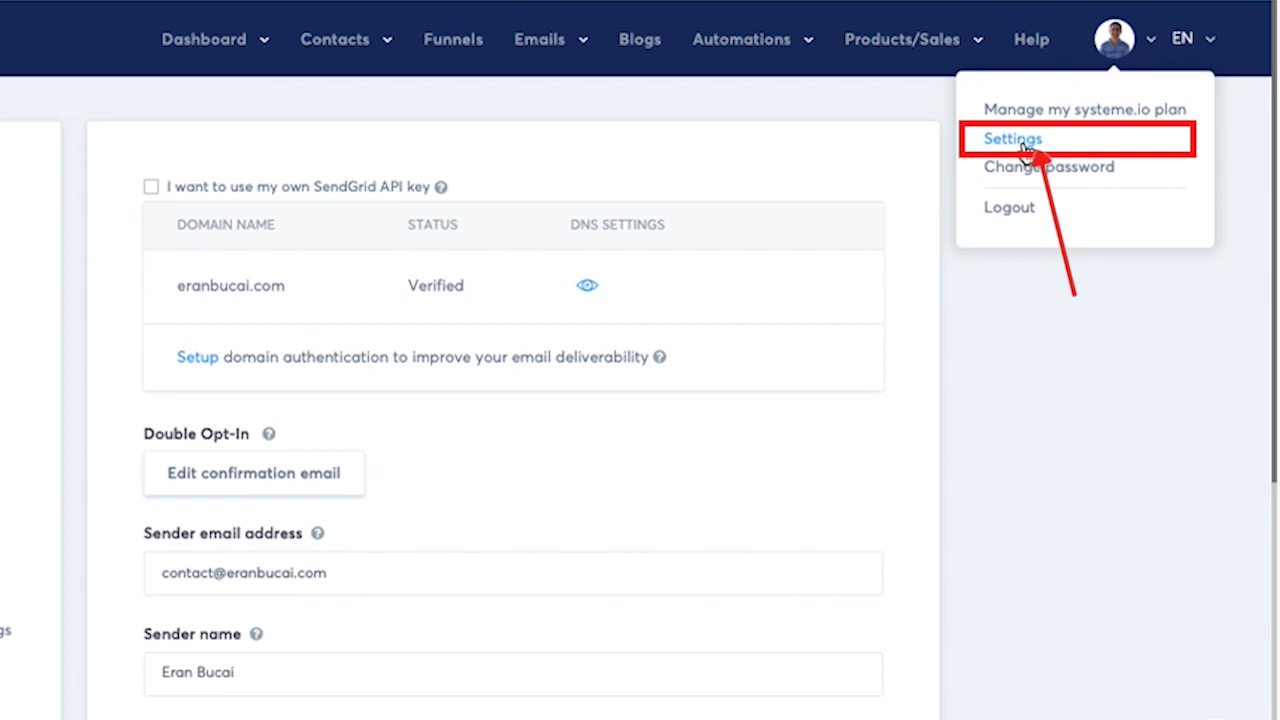 Dashboard Contacts Funnels Emails Blogs Automations Products/Sales Help EN
Manage my systeme.io plan
Settings
Change password
Logout
I want to use my own SendGrid API key
DOMAIN NAME STATUS DNS SETTINGS
eranbucai.com Verified
Setup domain authentication to improve your email deliverability
Double Opt-In
Edit confirmation email
Sender email address
contact@eranbucai.com
gs
Sender name
Eran Bucai